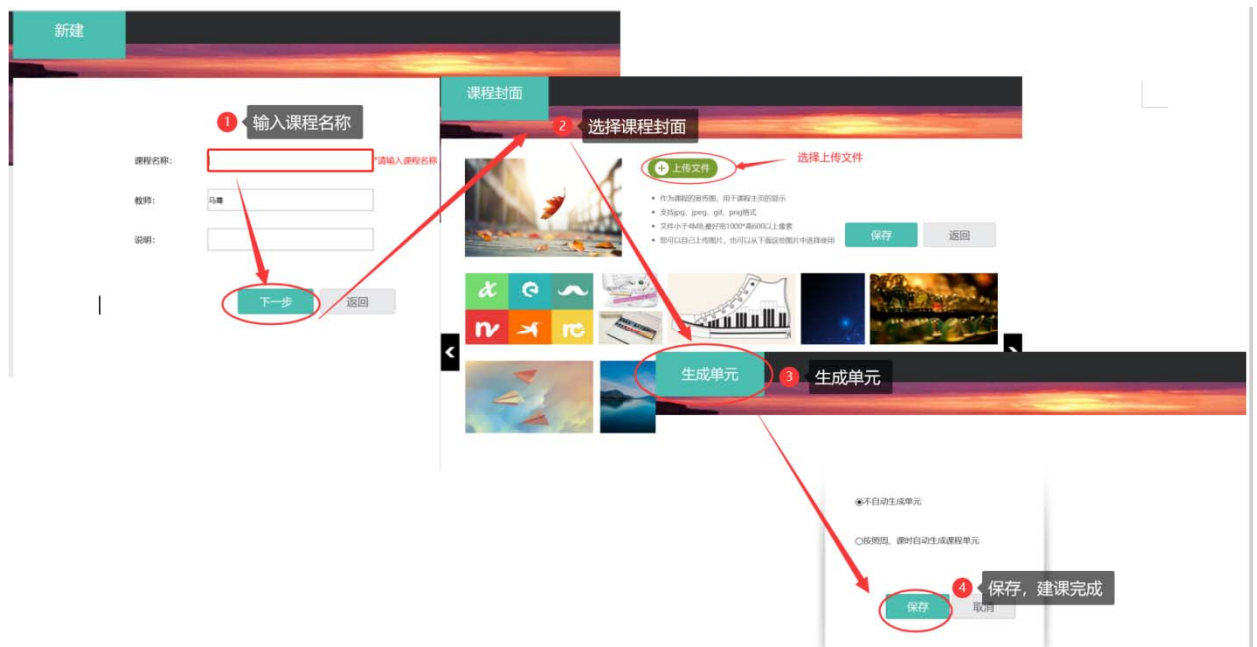 新建
1 输入课程名称
课程名称:
*请输入课程名称
教师:
说明:
下一步
返回
课程封面
2 选择课程封面
上传文件
选择上传文件
作为课程的宣传图，用于课程主页的显示
支持jpg、jpeg、gif、png格式
文件小于4MB,最好宽1000*高600以上像素
您可以自己上传图片，也可以从下面这些图片中选择使用
保存
返回
生成单元
3 生成单元
不自动生成单元
按照周、课时自动生成课程单元
4 保存，建课完成
保存
取消